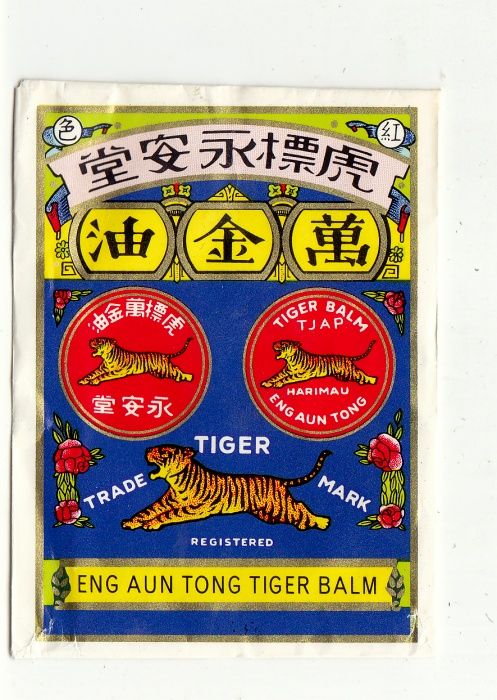 紅色
虎標永安堂
萬金油
虎標萬金油
永安堂
TIGER BALM
TJAP
HARIMAU
ENG AUN TONG
TIGER
TRADE MARK
REGISTERED
ENG AUN TONG TIGER BALM